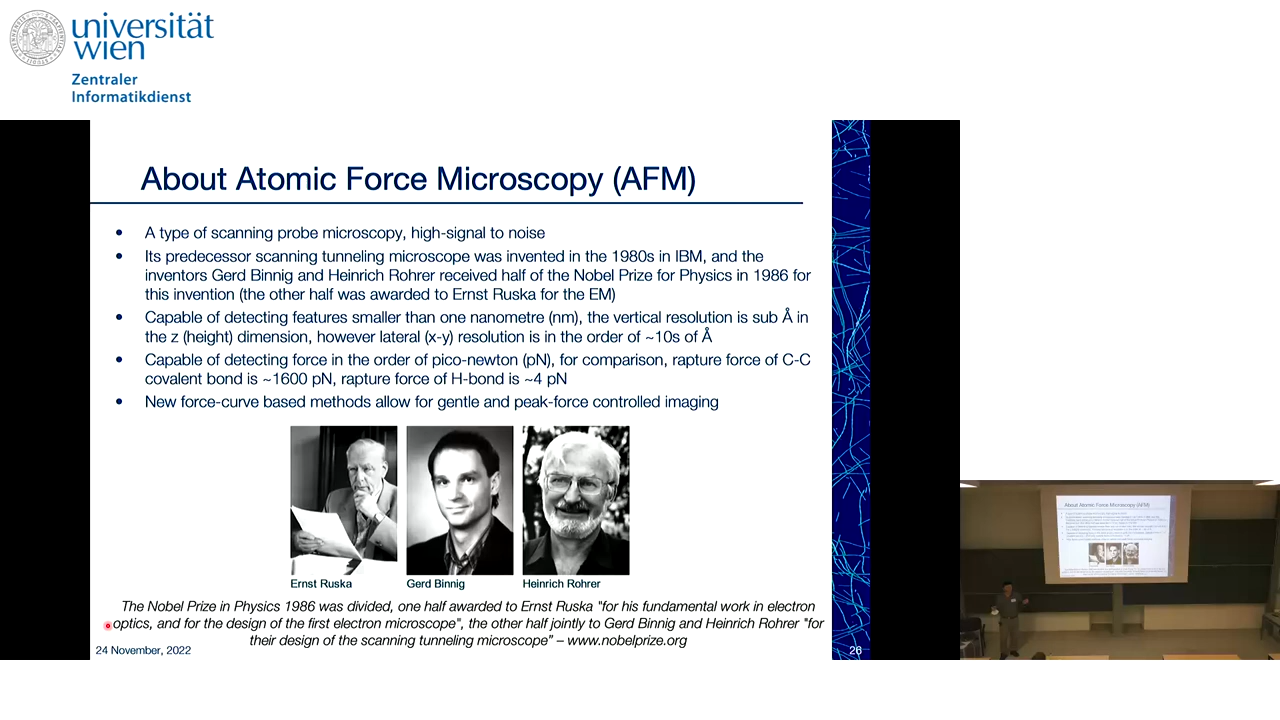 universität
wien
Zentraler
Informatikdienst
About Atomic Force Microscopy (AFM)
• A type of scanning probe microscopy, high-signal to noise
• Its predecessor scanning tunneling microscope was invented in the 1980s in IBM, and the
inventors Gerd Binnig and Heinrich Rohrer received half of the Nobel Prize for Physics in 1986 for
this invention (the other half was awarded to Ernst Ruska for the EM)
• Capable of detecting features smaller than one nanometre (nm), the vertical resolution is sub Å in
the z (height) dimension, however lateral (x-y) resolution is in the order of ~10s of Å
• Capable of detecting force in the order of pico-newton (pN), for comparison, rapture force of C-C
covalent bond is ~1600 pN, rapture force of H-bond is ~4 pN
• New force-curve based methods allow for gentle and peak-force controlled imaging
Ernst Ruska Gerd Binnig Heinrich Rohrer
The Nobel Prize in Physics 1986 was divided, one half awarded to Ernst Ruska "for his fundamental work in electron
optics, and for the design of the first electron microscope", the other half jointly to Gerd Binnig and Heinrich Rohrer "for
their design of the scanning tunneling microscope" – www.nobelprize.org
24 November, 2022
26
About Atomic Force Microscopy (AFM)